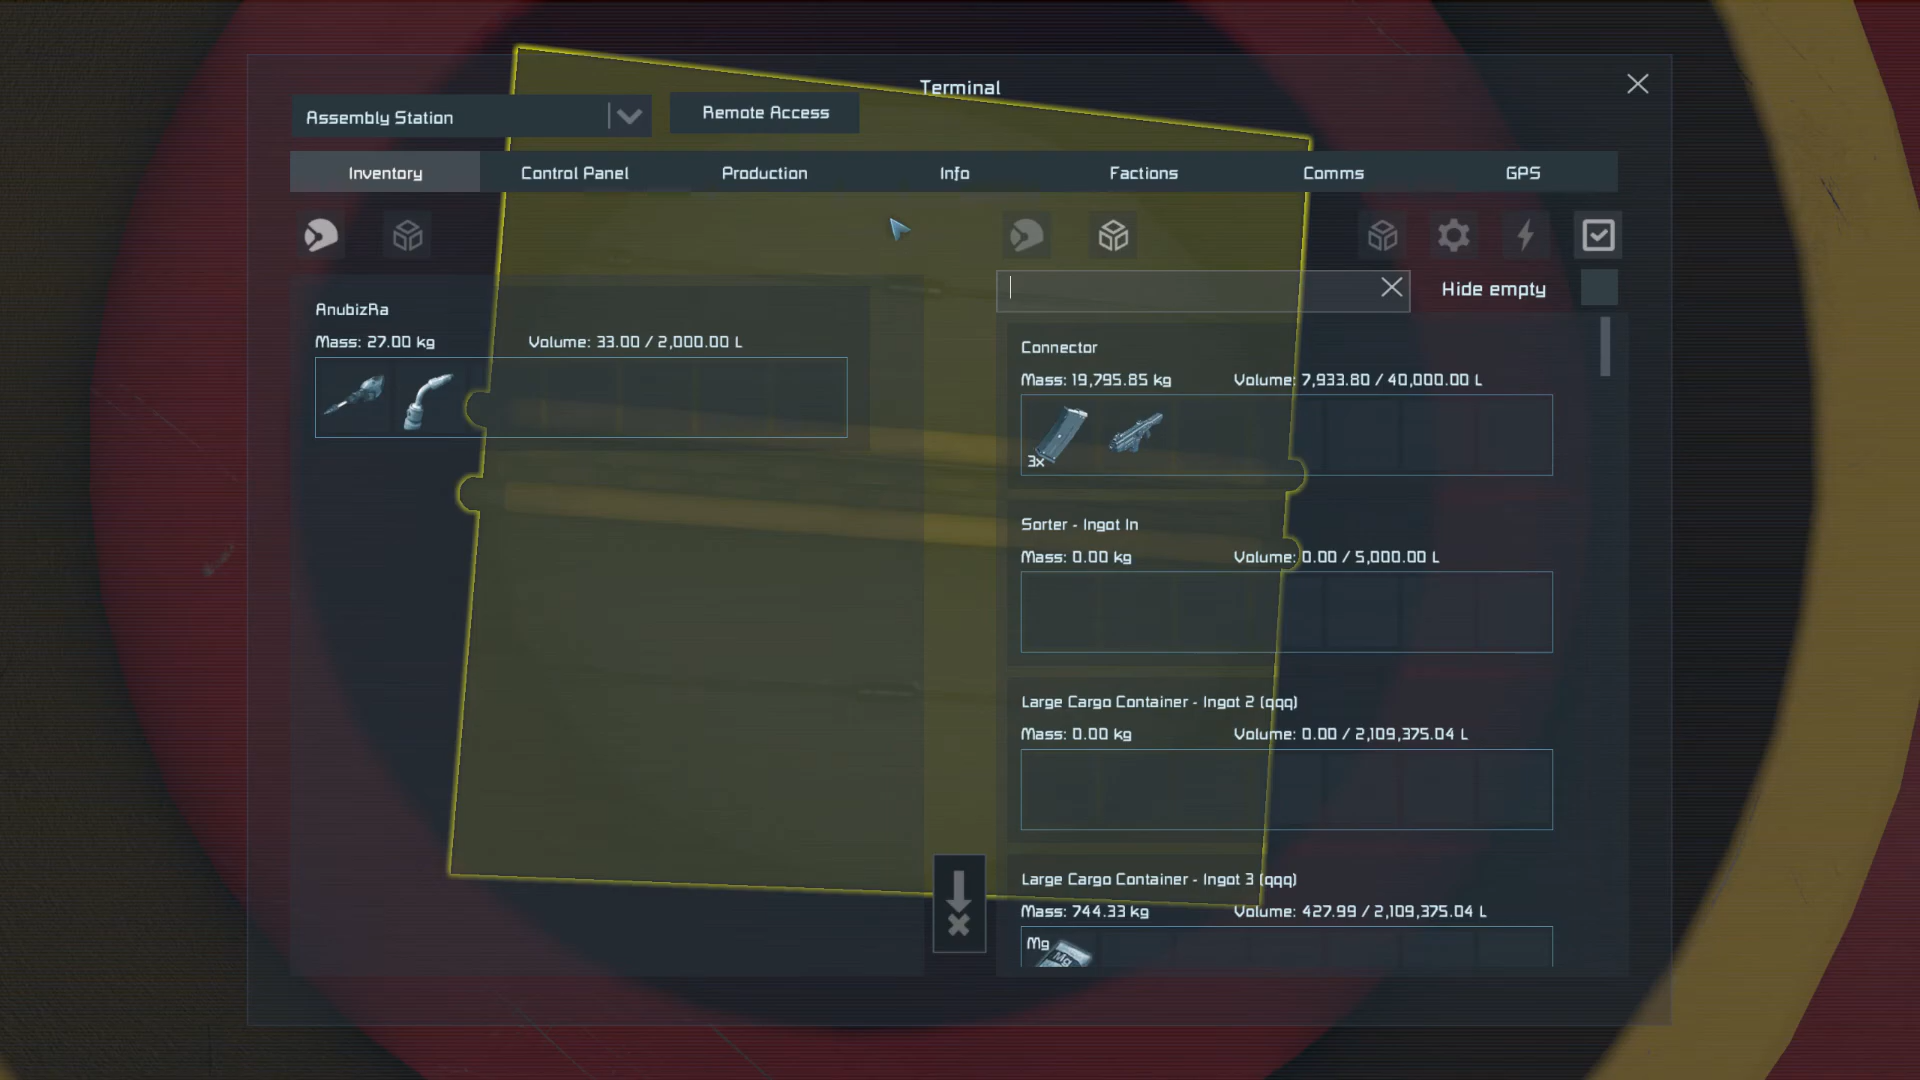 Terminal
Assembly Station
Remote Access
Inventory
Control Panel
Production
Info
Factions
Comms
GPS
Hide empty
AnubizRa
Mass: 27.00 kg
Volume: 33.00 / 2,000.00 L
Connector
Mass: 19,795.85 kg
Volume: 7,933.80 / 40,000.00 L
3x
Sorter - Ingot In
Mass: 0.00 kg
Volume: 0.00 / 5,000.00 L
Large Cargo Container - Ingot 2 (qqq)
Mass: 0.00 kg
Volume: 0.00 / 2,109,375.04 L
Large Cargo Container - Ingot 3 (qqq)
Mass: 744.33 kg
Volume: 427.99 / 2,109,375.04 L
Mg
Mg